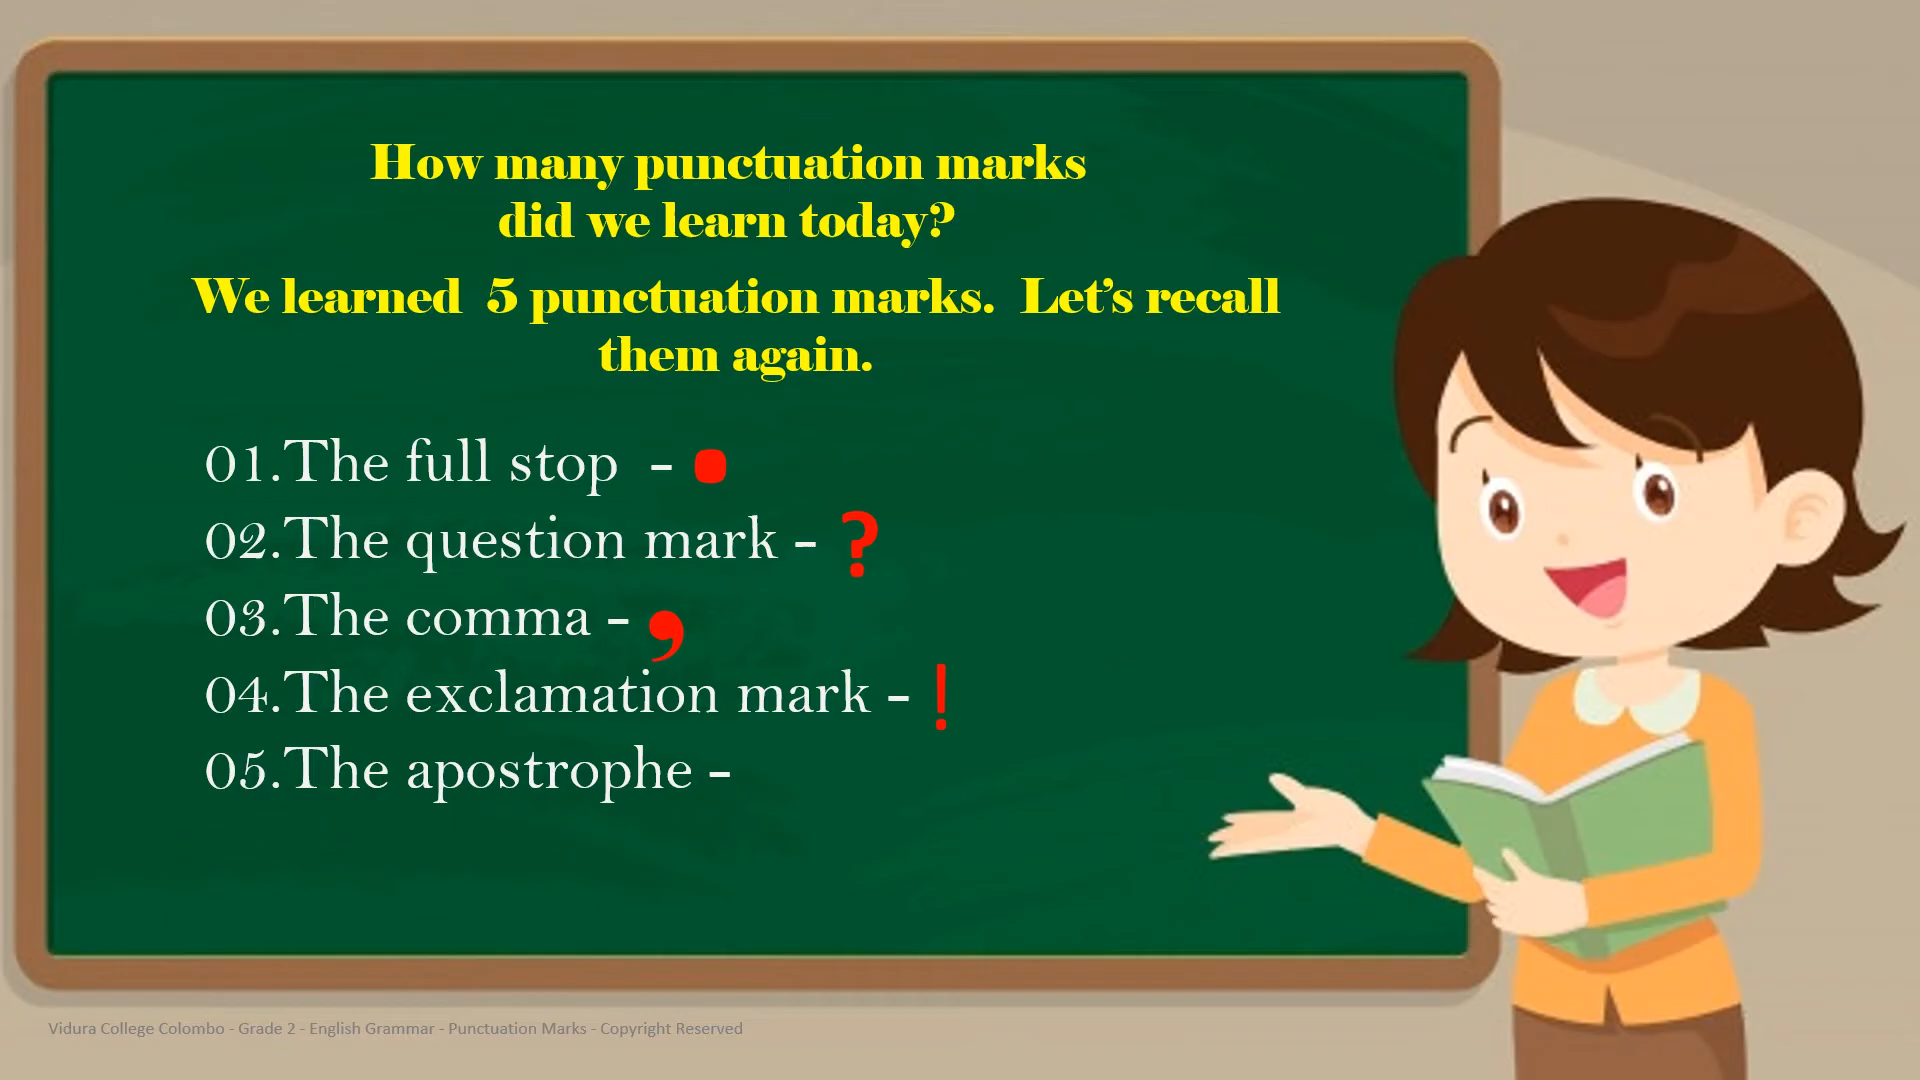 How many punctuation marks
did we learn today?
We learned  5 punctuation marks.  Let’s recall
them again.
01.The full stop  - .
02.The question mark - ?
03.The comma - ,
04.The exclamation mark - !
05.The apostrophe -
Vidura College Colombo - Grade 2 - English Grammar - Punctuation Marks - Copyright Reserved